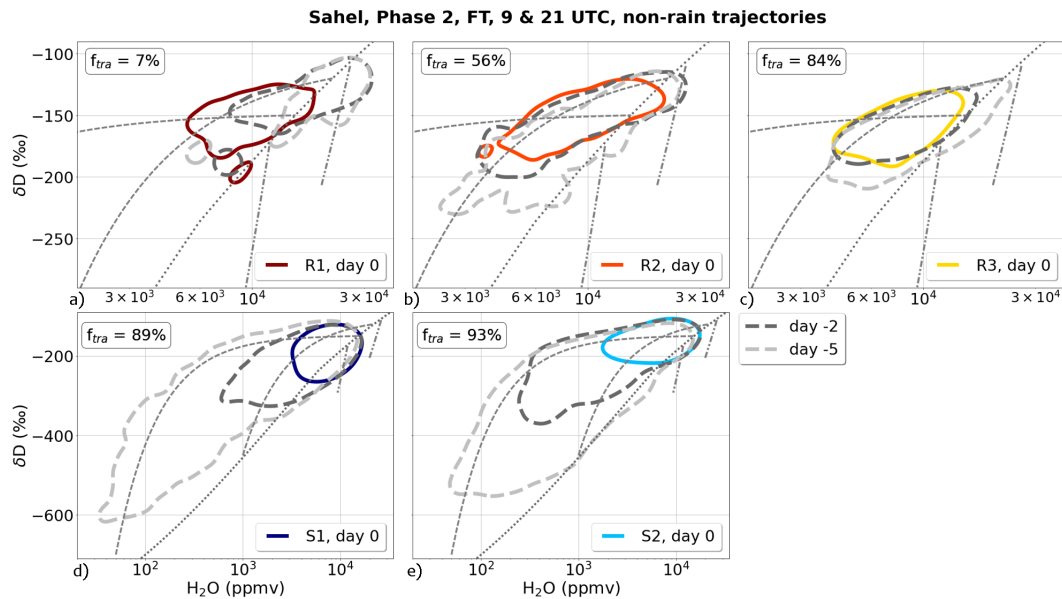 Sahel, Phase 2, FT, 9 & 21 UTC, non-rain trajectories
f_tra = 7%
f_tra = 56%
f_tra = 84%
−100
−150
−200
−250
δD (‰)
R1, day 0
R2, day 0
R3, day 0
a)
3 × 10³
6 × 10³
10⁴
3 × 10⁴
b)
3 × 10³
6 × 10³
10⁴
3 × 10⁴
c)
3 × 10³
6 × 10³
10⁴
3 × 10⁴
f_tra = 89%
f_tra = 93%
day -2
day -5
−200
−400
−600
δD (‰)
S1, day 0
S2, day 0
d)
10²
10³
10⁴
e)
10²
10³
10⁴
H₂O (ppmv)
H₂O (ppmv)